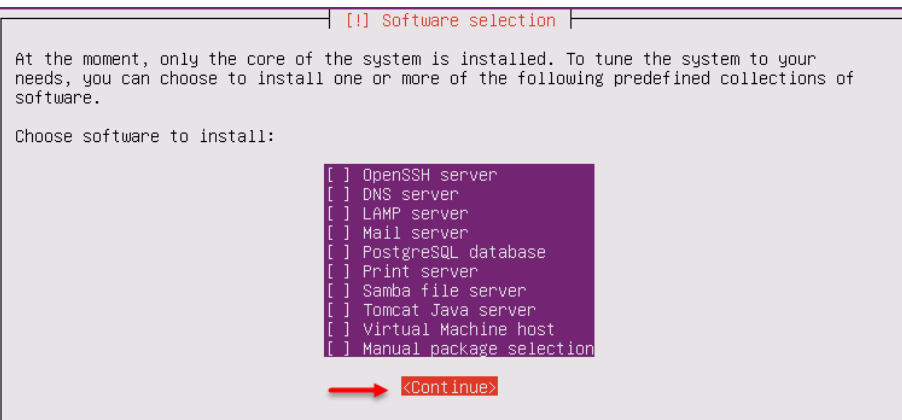 [!] Software selection
At the moment, only the core of the system is installed. To tune the system to your
needs, you can choose to install one or more of the following predefined collections of
software.
Choose software to install:
[ ] OpenSSH server
[ ] DNS server
[ ] LAMP server
[ ] Mail server
[ ] PostgreSQL database
[ ] Print server
[ ] Samba file server
[ ] Tomcat Java server
[ ] Virtual Machine host
[ ] Manual package selection
<Continue>